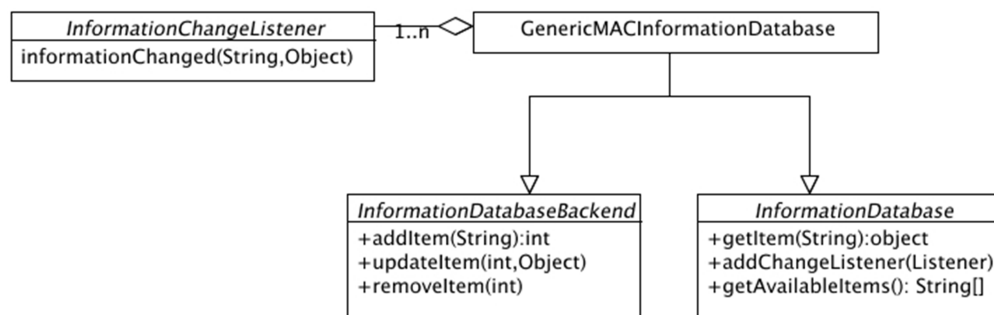 InformationChangeListener
informationChanged(String,Object)
1..n
GenericMACInformationDatabase
InformationDatabaseBackend
+addItem(String):int
+updateItem(int,Object)
+removeItem(int)
InformationDatabase
+getItem(String):object
+addChangeListener(Listener)
+getAvailableItems(): String[]